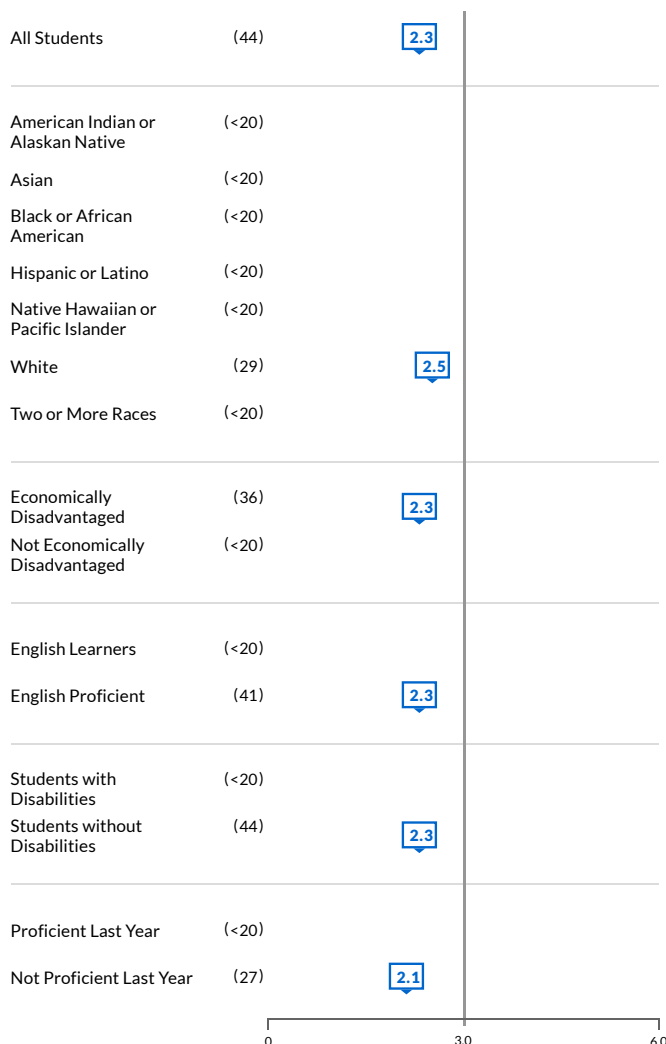 All Students (44) 2.3
American Indian or
Alaskan Native (<20)
Asian (<20)
Black or African
American (<20)
Hispanic or Latino (<20)
Native Hawaiian or
Pacific Islander (<20)
White (29) 2.5
Two or More Races (<20)
Economically
Disadvantaged (36) 2.3
Not Economically
Disadvantaged (<20)
English Learners (<20)
English Proficient (41) 2.3
Students with
Disabilities (<20)
Students without
Disabilities (44) 2.3
Proficient Last Year (<20)
Not Proficient Last Year (27) 2.1
0 3.0 6.0